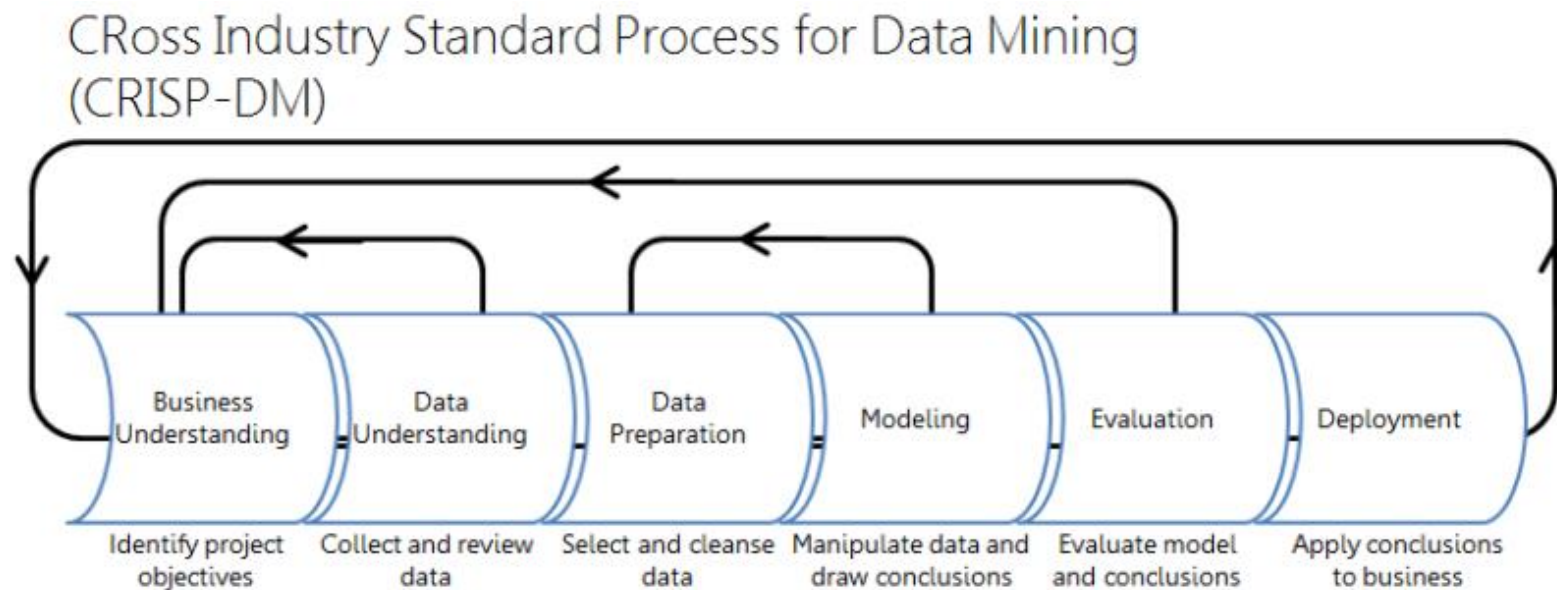 CRoss Industry Standard Process for Data Mining
(CRISP-DM)
Business
Understanding
Data
Understanding
Data
Preparation
Modeling
Evaluation
Deployment
Identify project
objectives
Collect and review
data
Select and cleanse
data
Manipulate data and
draw conclusions
Evaluate model
and conclusions
Apply conclusions
to business